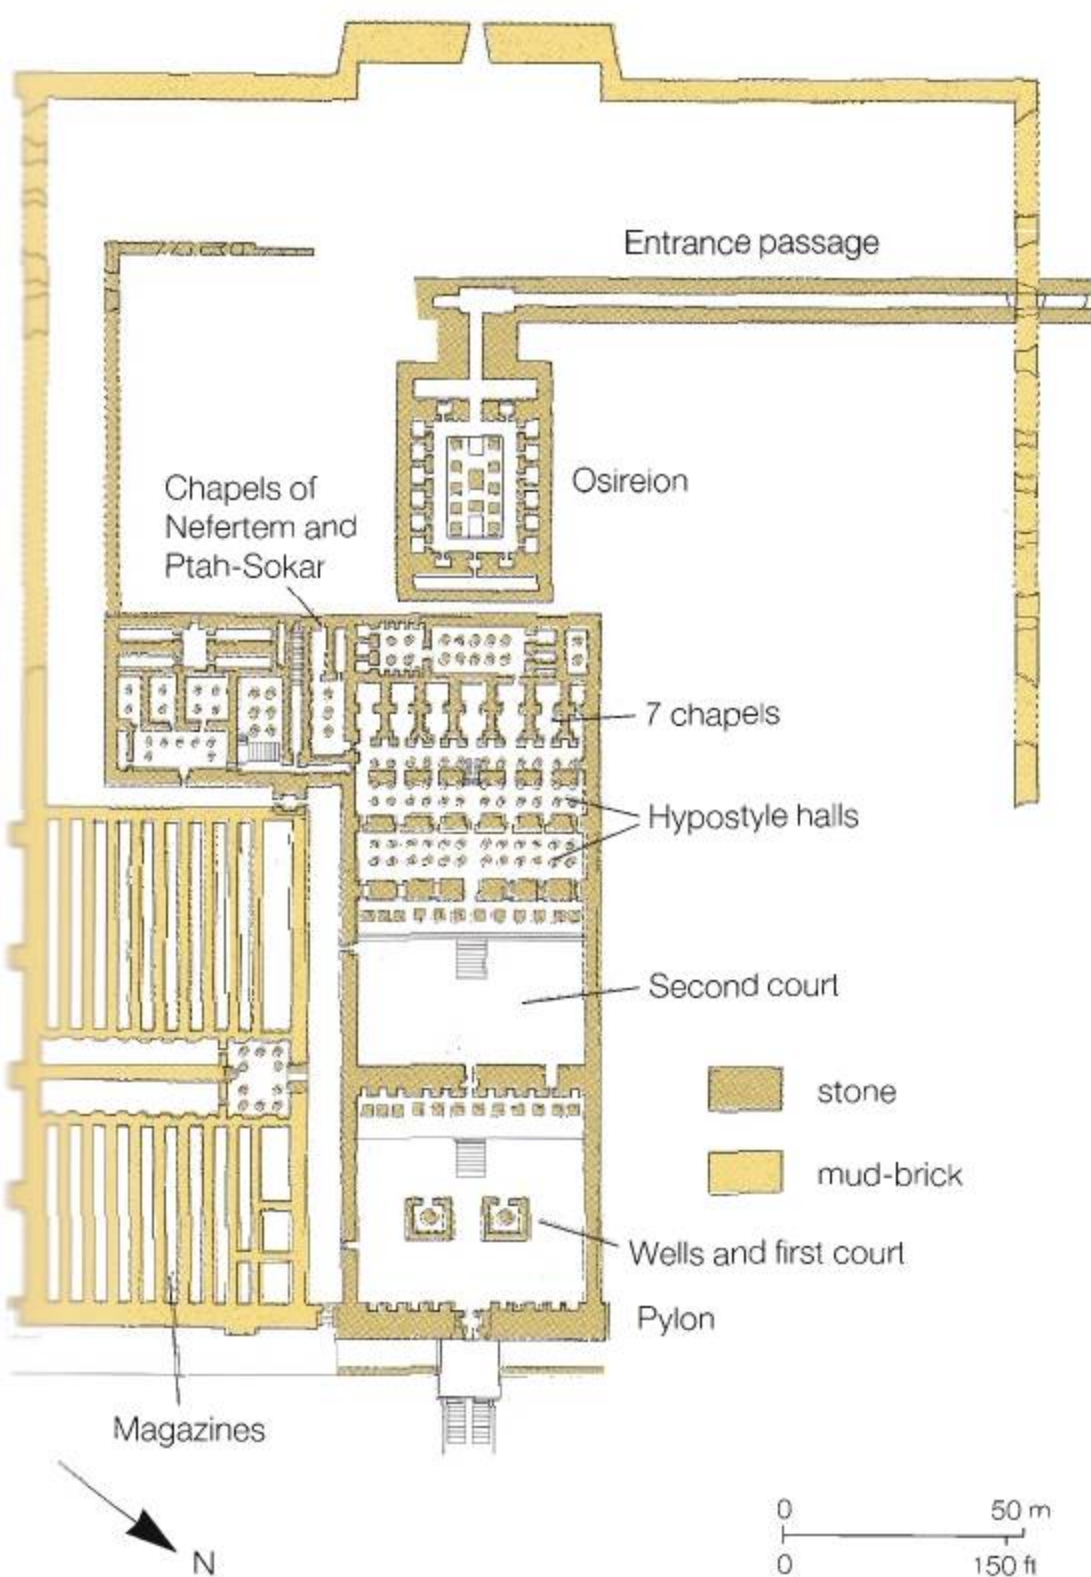 Entrance passage
Osireion
Chapels of
Nefertem and
Ptah-Sokar
7 chapels
Hypostyle halls
Second court
stone
mud-brick
Wells and first court
Pylon
Magazines
N
0 50 m
0 150 ft